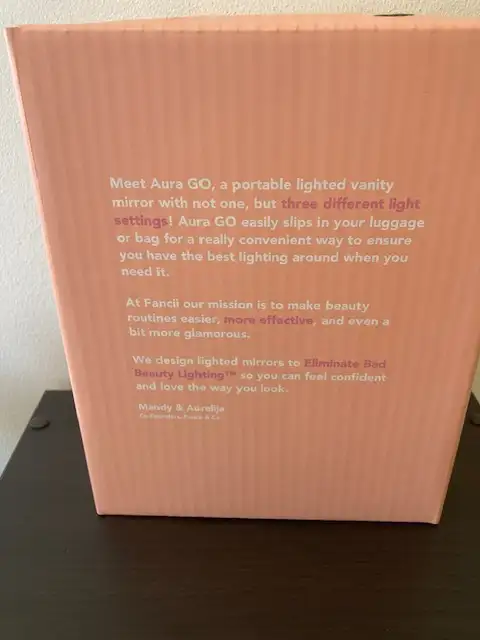 Meet Aura GO, a portable lighted vanity
mirror with not one, but three different light
settings! Aura GO easily slips in your luggage
or bag for a really convenient way to ensure
you have the best lighting around when you
need it.
At Fancii our mission is to make beauty
routines easier, more effective, and even a
bit more glamorous.
We design lighted mirrors to Eliminate Bad
Beauty Lighting™ so you can feel confident
and love the way you look.
Mandy & Aurelija
Co-Founders, Fancii & Co.